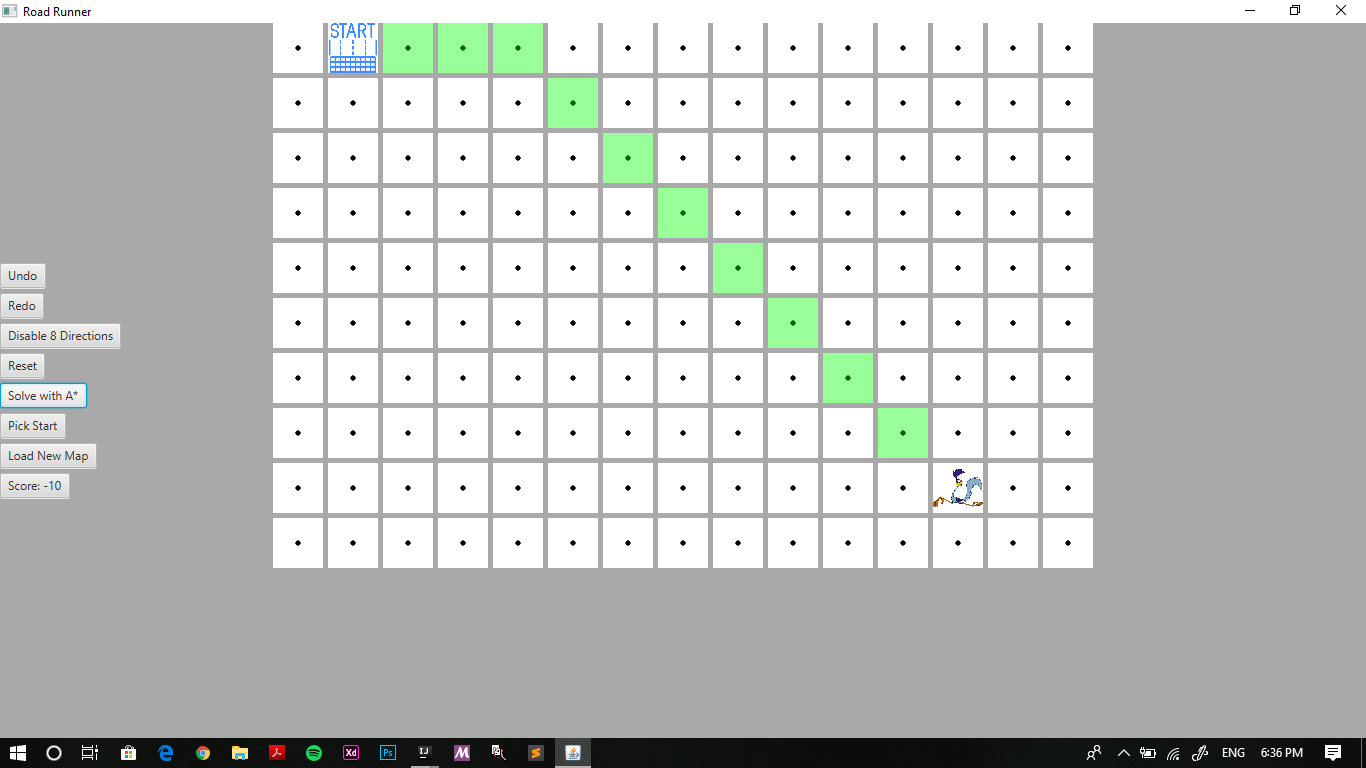 Road Runner
START
Undo
Redo
Disable 8 Directions
Reset
Solve with A*
Pick Start
Load New Map
Score: -10
Xd
Ps
IJ
M
ENG
6:36 PM